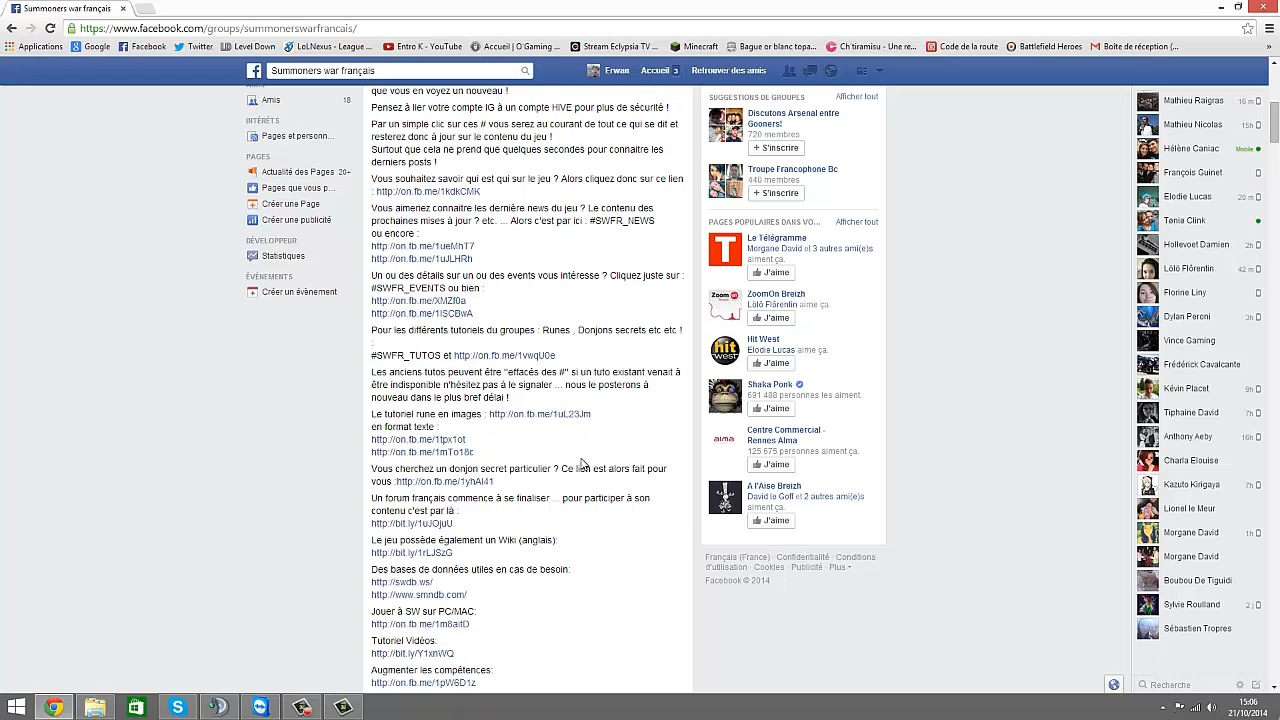 Summoners war français
https://www.facebook.com/groups/summonerswarfrancais/
Applications
Google
Facebook
Twitter
Level Down
LoLNexus - League ...
Entro K - YouTube
Accueil | O'Gaming ...
Stream Eclypsia TV ...
Minecraft
Bague or blanc topa...
Ch'tiramisu - Une re...
Code de la route
Battlefield Heroes
Boîte de réception (...
Summoners war français
Erwan
Accueil 3
Retrouver des amis
AMIS
Amis 18
INTÉRÊTS
Pages et personn...
PAGES
Actualité des Pages 20+
Pages que vous p...
Créer une Page
Créer une publicité
DÉVELOPPEUR
Statistiques
ÉVÉNEMENTS
Créer un évènement
que vous en voyez un nouveau !
Pensez à lier votre compte IG à un compte HIVE pour plus de sécurité !
Par un simple clic sur ces # vous serez au courant de tout ce qui se dit et
resterez donc à jour sur le contenu du jeu !
Surtout que cela ne prend que quelques secondes pour connaitre les
derniers posts !
Vous souhaitez savoir qui est qui sur le jeu ? Alors cliquez donc sur ce lien
: http://on.fb.me/1kdkCMK
Vous aimeriez connaitre les dernière news du jeu ? Le contenu des
prochaines mises à jour ? etc. ... Alors c'est par ici : #SWFR_NEWS
ou encore :
http://on.fb.me/1ueMhT7
http://on.fb.me/1uJLHRh
Un ou des détails sur un ou des events vous intéresse ? Cliquez juste sur :
#SWFR_EVENTS ou bien :
http://on.fb.me/XMZf0a
http://on.fb.me/1lSCBwA
Pour les différents tutoriels du groupes : Runes , Donjons secrets etc etc !
:
#SWFR_TUTOS et http://on.fb.me/1vwqU0e
Les anciens tutos peuvent être "effacés des #" si un tuto existant venait à
être indisponible n'hésitez pas à le signaler ... nous le posterons à
nouveau dans le plus bref délai !
Le tutoriel rune en images : http://on.fb.me/1uL23Jm
en format texte :
http://on.fb.me/1tpx1ot
http://on.fb.me/1mTo18c
Vous cherchez un donjon secret particulier ? Ce lien est alors fait pour
vous :http://on.fb.me/1yhAl41
Un forum français commence à se finaliser ... pour participer à son
contenu c'est par là :
http://bit.ly/1uJOjuU
Le jeu possède également un Wiki (anglais):
http://bit.ly/1rLJSzG
Des bases de données utiles en cas de besoin:
http://swdb.ws/
http://www.smndb.com/
Jouer à SW sur PC/MAC:
http://on.fb.me/1m8aitD
Tutoriel Vidéos:
http://bit.ly/Y1xnWQ
Augmenter les compétences:
http://on.fb.me/1pW6D1z
SUGGESTIONS DE GROUPES Afficher tout
Discutons Arsenal entre
Gooners!
720 membres
+ S'inscrire
Troupe Francophone Bc
440 membres
+ S'inscrire
PAGES POPULAIRES DANS VO... Afficher tout
Le Télégramme
Morgane David et 3 autres ami(e)s
aiment ça.
J'aime
ZoomOn Breizh
Lölö Flôrentin aime ça.
J'aime
Hit West
Elodie Lucas aime ça.
J'aime
Shaka Ponk
691 488 personnes les aiment.
J'aime
Centre Commercial -
Rennes Alma
125 675 personnes aiment ça.
J'aime
A l'Aise Breizh
David le Goff et 2 autres ami(e)s
aiment ça.
J'aime
Français (France) · Confidentialité · Conditions
d'utilisation · Cookies · Publicité · Plus
Facebook © 2014
Mathieu Raigras 16 m
Mathieu Nicolas 15h
Hélène Caniac Mobile
François Guinet
Elodie Lucas 20 m
Tania Clink
Tullevoet Damien 2h
Lölö Flôrentin 42 m
Florine Liny
Dylan Peroni 3h
Voice Gaming
Frédérick Cavalcante
Kévin Placet 9h
Tiphaine David 7h
Anthony Aeby 16h
Charla Elouise
Kazuto Kirigaya 7h
Lionel le Meur
Morgane David 1h
Morgane David
Boubou De Tiguidi
Sylvie Roulland 2 j
Sébastien Tropres
Recherche
15:06
21/10/2014